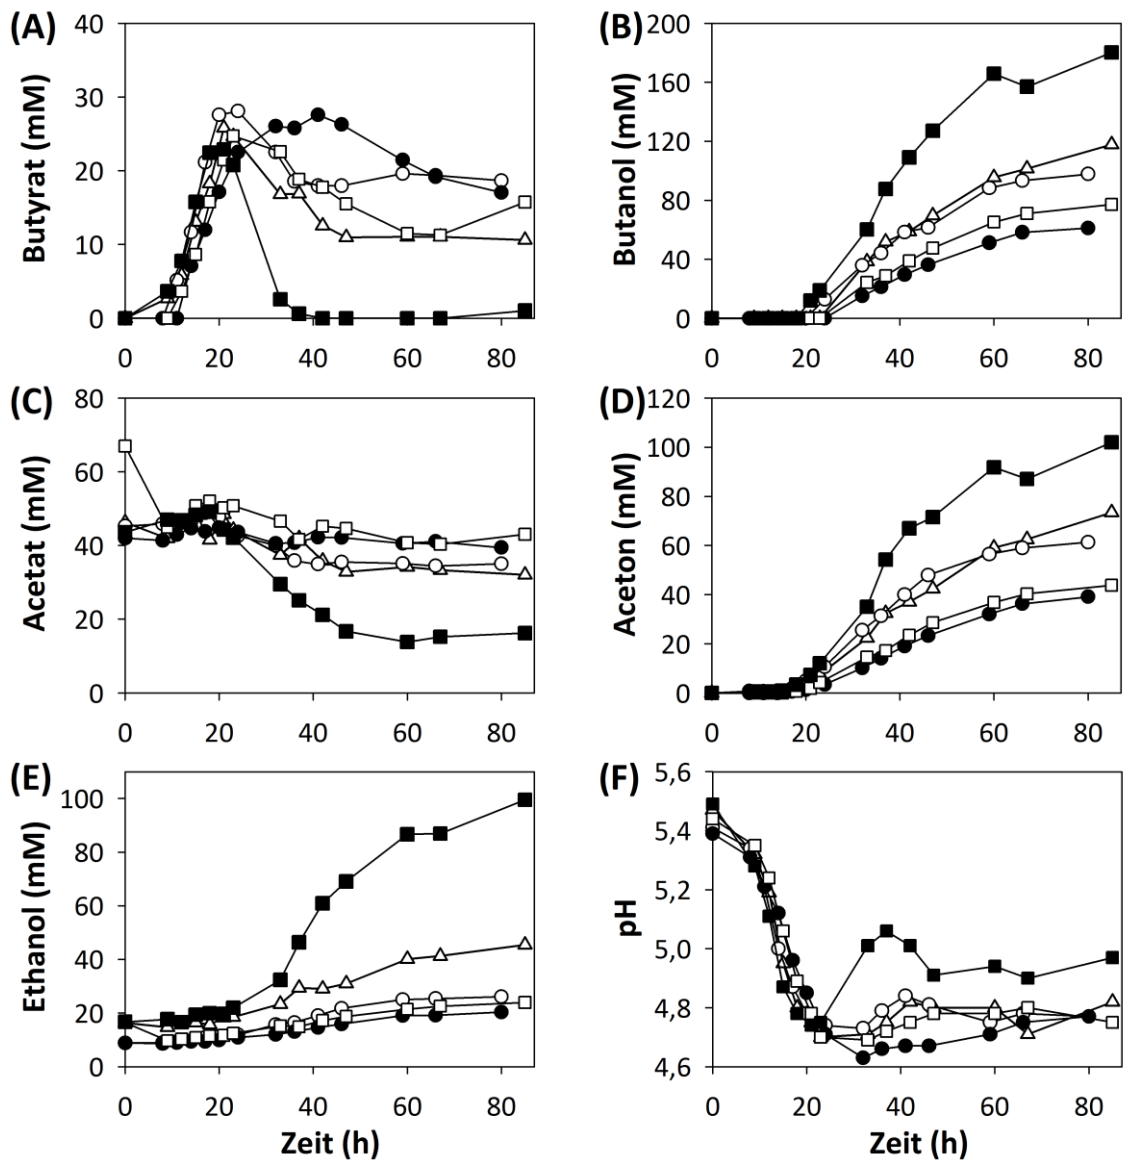 (A)
Butyrat (mM)
40
30
20
10
0
0 20 40 60 80
(B)
Butanol (mM)
200
160
120
80
40
0
0 20 40 60 80
(C)
Acetat (mM)
80
60
40
20
0
0 20 40 60 80
(D)
Aceton (mM)
120
100
80
60
40
20
0
0 20 40 60 80
(E)
Ethanol (mM)
100
80
60
40
20
0
0 20 40 60 80
Zeit (h)
(F)
pH
5,6
5,4
5,2
5,0
4,8
4,6
0 20 40 60 80
Zeit (h)